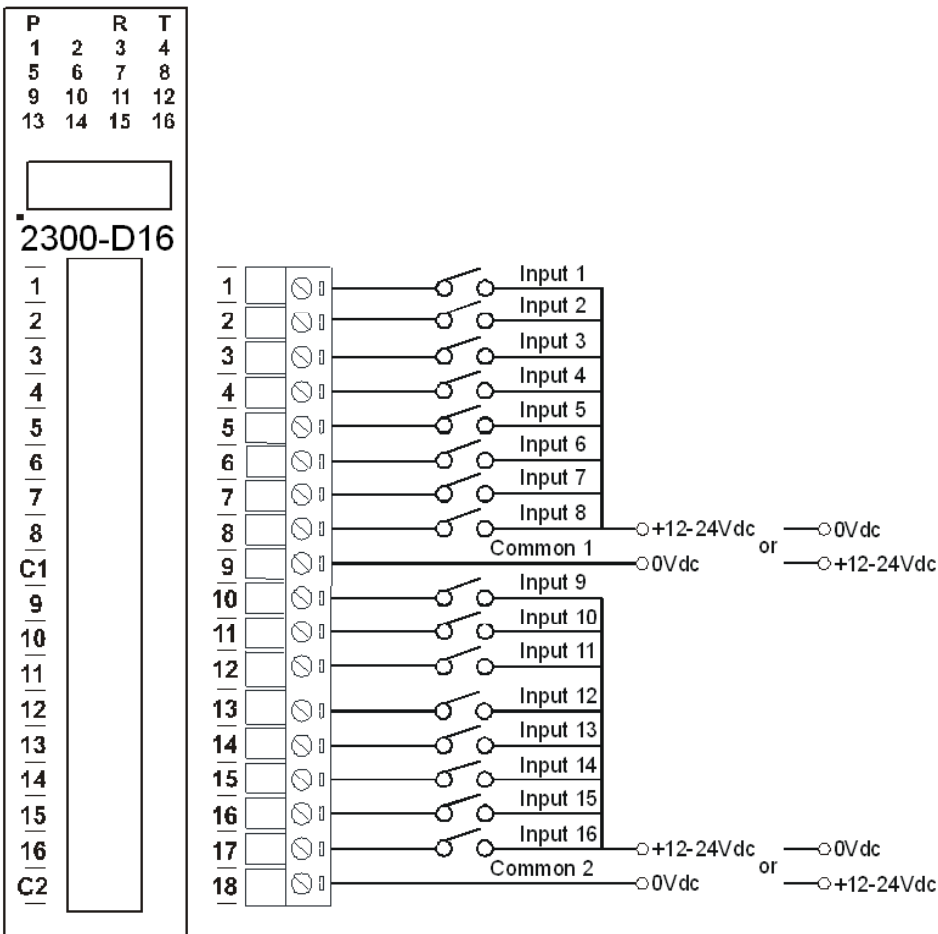 P R T
1 2 3 4
5 6 7 8
9 10 11 12
13 14 15 16
2300-D16
1
2
3
4
5
6
7
8
C1
9
10
11
12
13
14
15
16
C2
1 Input 1
2 Input 2
3 Input 3
4 Input 4
5 Input 5
6 Input 6
7 Input 7
8 Input 8 +12-24Vdc or 0Vdc
9 Common 1 0Vdc +12-24Vdc
10 Input 9
11 Input 10
12 Input 11
13 Input 12
14 Input 13
15 Input 14
16 Input 15
17 Input 16 +12-24Vdc or 0Vdc
18 Common 2 0Vdc +12-24Vdc